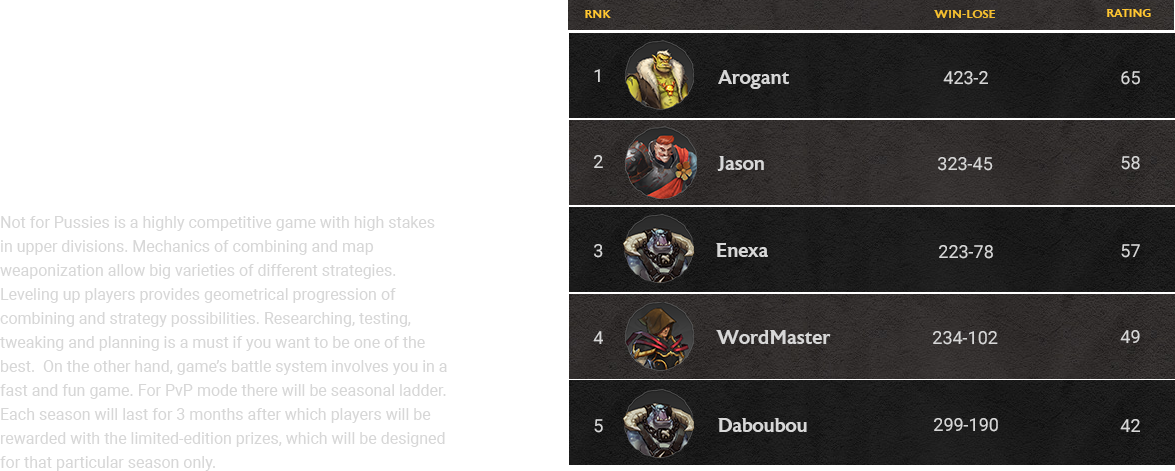 Not for Pussies is a highly competitive game with high stakes
in upper divisions. Mechanics of combining and map
weaponization allow big varieties of different strategies.
Leveling up players provides geometrical progression of
combining and strategy possibilities. Researching, testing,
tweaking and planning is a must if you want to be one of the
best.  On the other hand, game's battle system involves you in a
fast and fun game. For PvP mode there will be seasonal ladder.
Each season will last for 3 months after which players will be
rewarded with the limited-edition prizes, which will be designed
for that particular season only.
RNK WIN-LOSE RATING
1 Arogant 423-2 65
2 Jason 323-45 58
3 Enexa 223-78 57
4 WordMaster 234-102 49
5 Daboubou 299-190 42